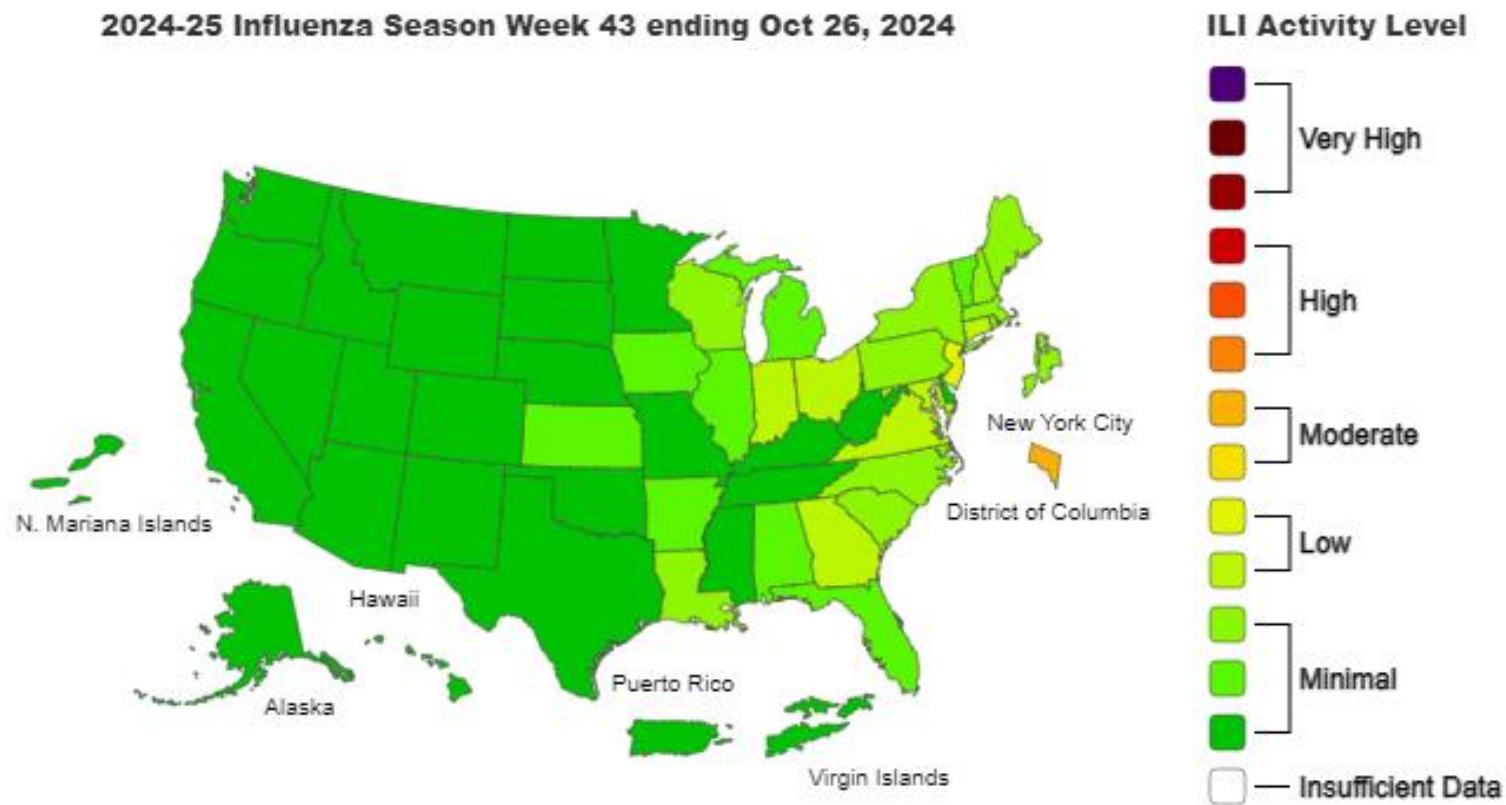 2024-25 Influenza Season Week 43 ending Oct 26, 2024
ILI Activity Level
Very High
High
Moderate
Low
Minimal
Insufficient Data
New York City
District of Columbia
N. Mariana Islands
Hawaii
Alaska
Puerto Rico
Virgin Islands